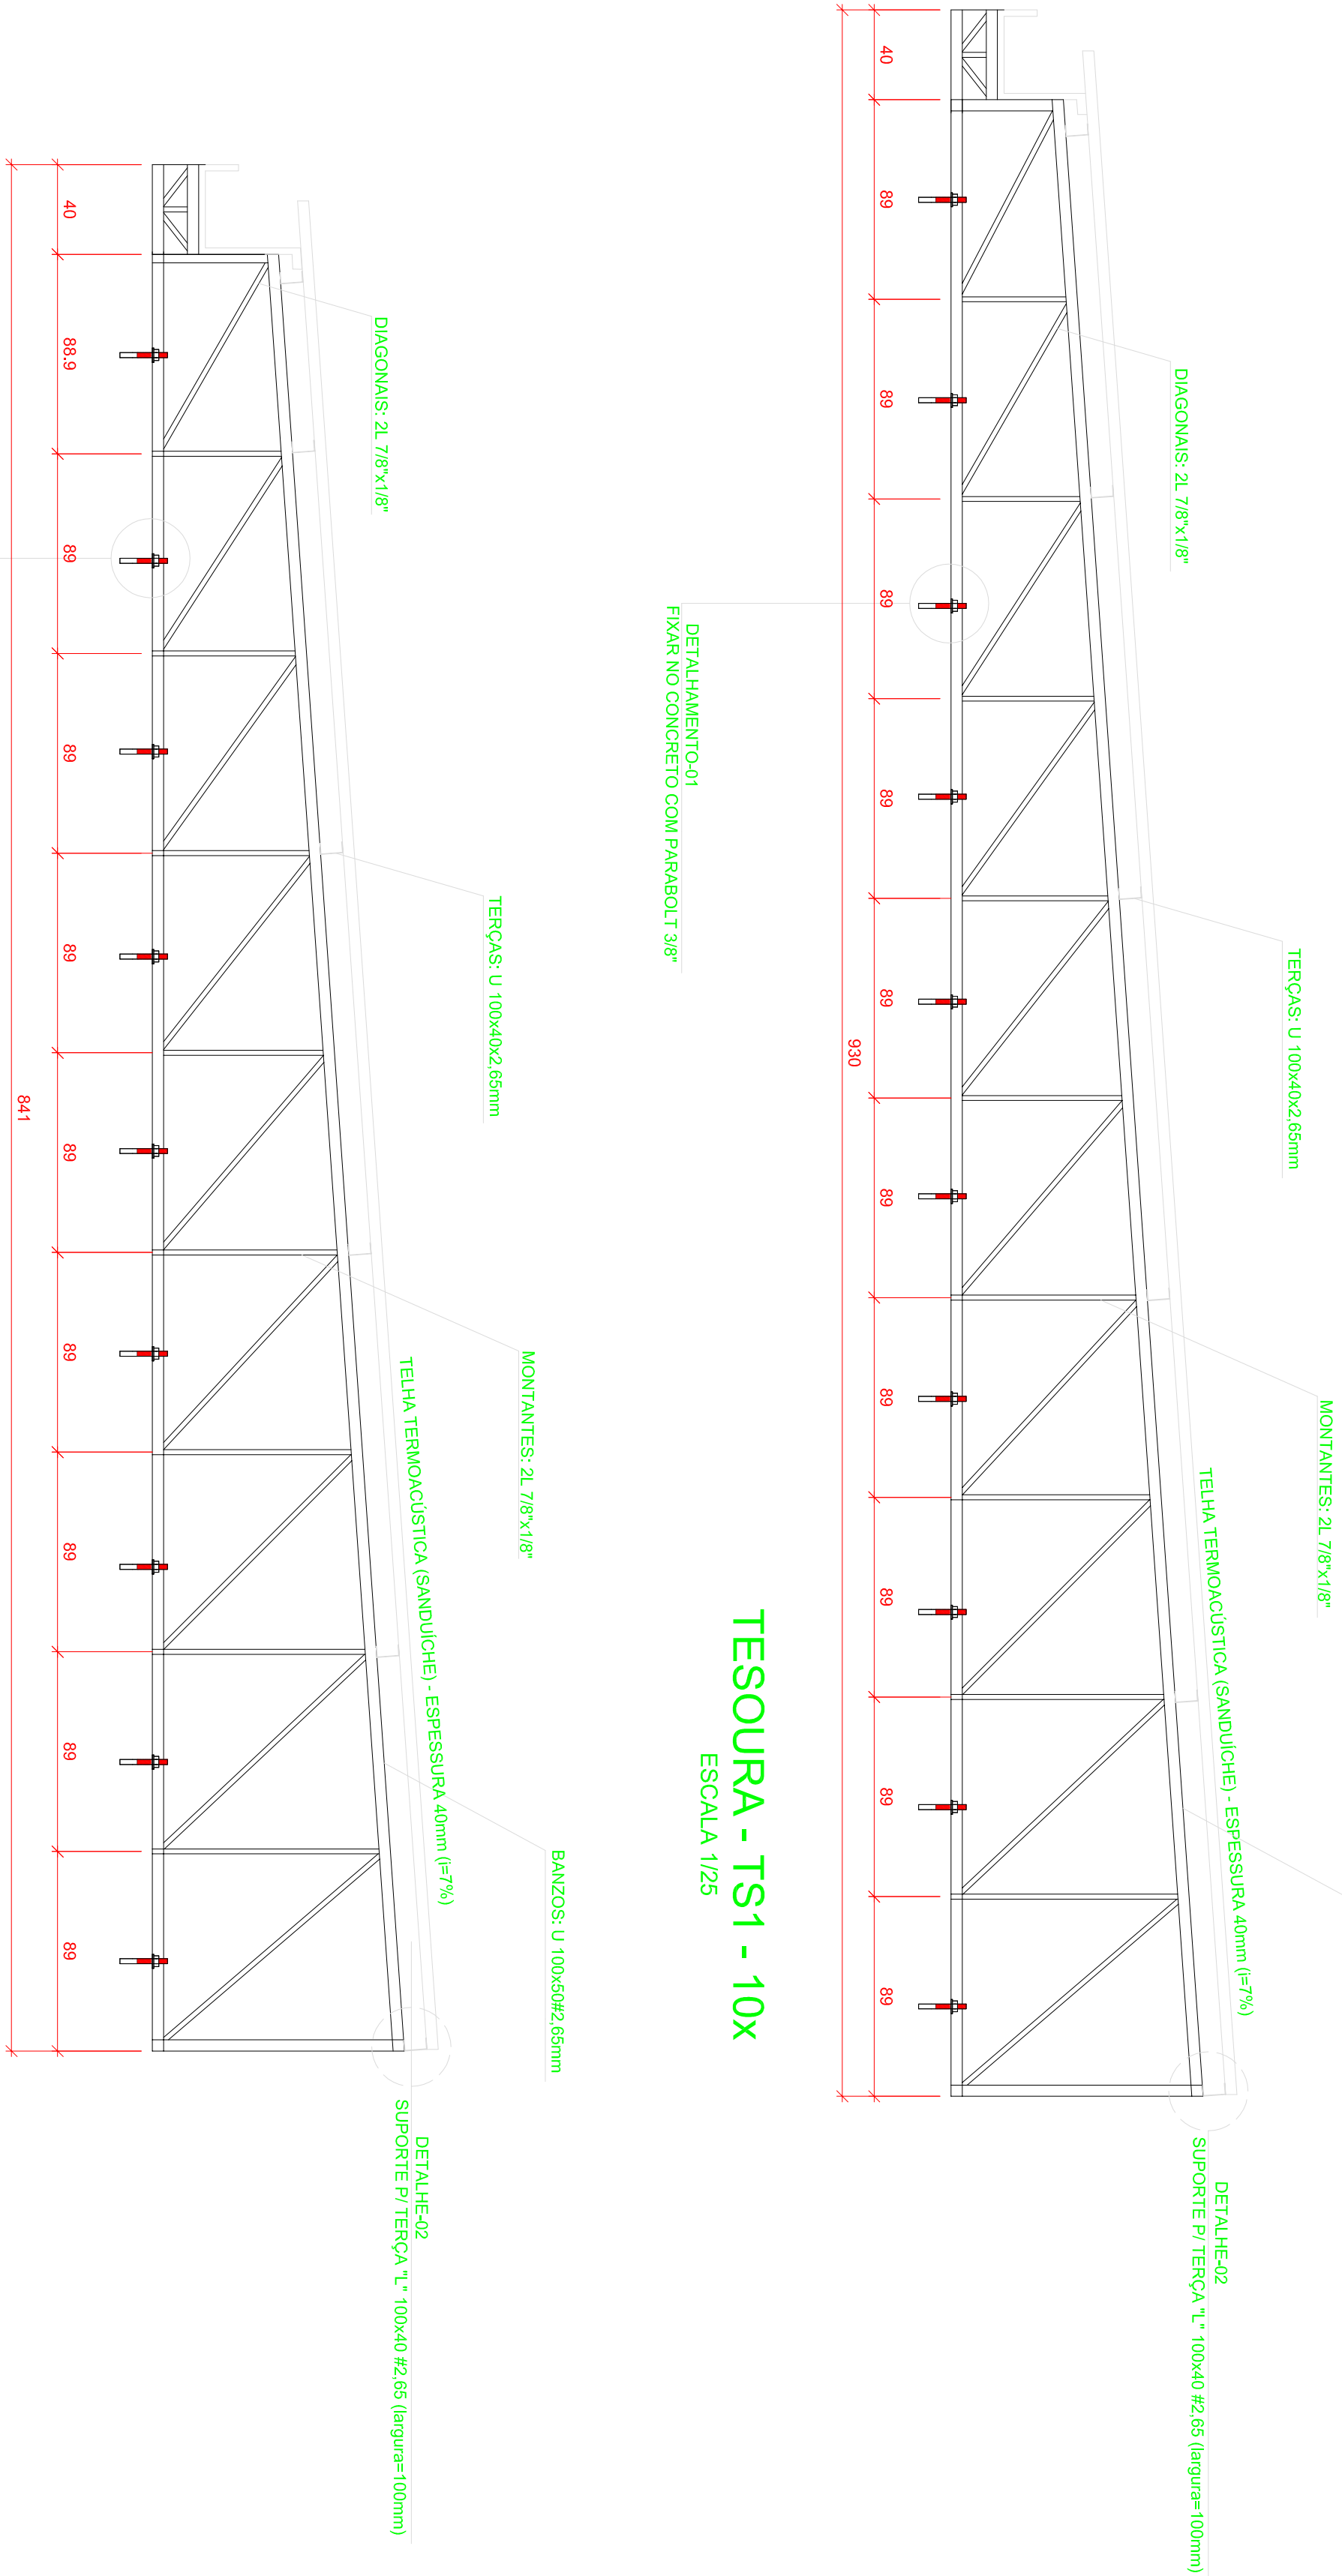 MONTANTES: 2L 7/8"x1/8"
TERÇAS: U 100x40x2,65mm
DIAGONAIS: 2L 7/8"x1/8"
TELHA TERMOACÚSTICA (SANDUÍCHE) - ESPESSURA 40mm (i=7%)
DETALHE-02
SUPORTE P/ TERÇA "L" 100x40 #2,65 (largura=100mm)
40 89 89 89 89 89 89 89 89 89 89
930
TESOURA - TS1 - 10x
ESCALA 1/25
DETALHAMENTO-01
FIXAR NO CONCRETO COM PARABOLT 3/8"
BANZOS: U 100x50#2,65mm
MONTANTES: 2L 7/8"x1/8"
TERÇAS: U 100x40x2,65mm
DIAGONAIS: 2L 7/8"x1/8"
TELHA TERMOACÚSTICA (SANDUÍCHE) - ESPESSURA 40mm (i=7%)
DETALHE-02
SUPORTE P/ TERÇA "L" 100x40 #2,65 (largura=100mm)
40 88.9 89 89 89 89 89 89 89 89
841